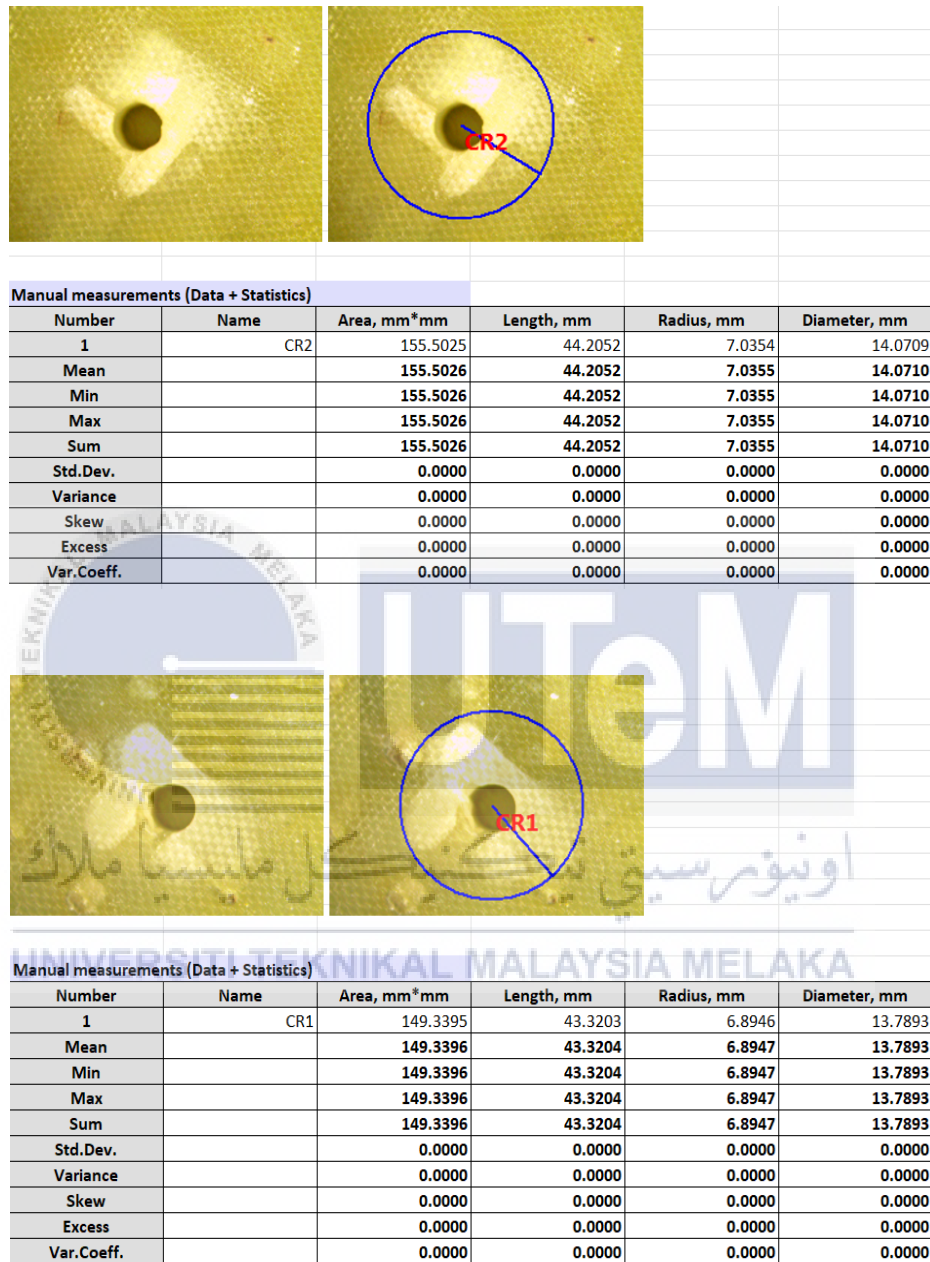 CR2
Manual measurements (Data + Statistics)
Number Name Area, mm*mm Length, mm Radius, mm Diameter, mm
1 CR2 155.5025 44.2052 7.0354 14.0709
Mean 155.5026 44.2052 7.0355 14.0710
Min 155.5026 44.2052 7.0355 14.0710
Max 155.5026 44.2052 7.0355 14.0710
Sum 155.5026 44.2052 7.0355 14.0710
Std.Dev. 0.0000 0.0000 0.0000 0.0000
Variance 0.0000 0.0000 0.0000 0.0000
Skew 0.0000 0.0000 0.0000 0.0000
Excess 0.0000 0.0000 0.0000 0.0000
Var.Coeff. 0.0000 0.0000 0.0000 0.0000
TEKNIKAL MALAYSIA MELAKA
UTeM
CR1
اونيۏرسيتي تيكنيكل مليسيا ملاك
UNIVERSITI TEKNIKAL MALAYSIA MELAKA
Manual measurements (Data + Statistics)
Number Name Area, mm*mm Length, mm Radius, mm Diameter, mm
1 CR1 149.3395 43.3203 6.8946 13.7893
Mean 149.3396 43.3204 6.8947 13.7893
Min 149.3396 43.3204 6.8947 13.7893
Max 149.3396 43.3204 6.8947 13.7893
Sum 149.3396 43.3204 6.8947 13.7893
Std.Dev. 0.0000 0.0000 0.0000 0.0000
Variance 0.0000 0.0000 0.0000 0.0000
Skew 0.0000 0.0000 0.0000 0.0000
Excess 0.0000 0.0000 0.0000 0.0000
Var.Coeff. 0.0000 0.0000 0.0000 0.0000